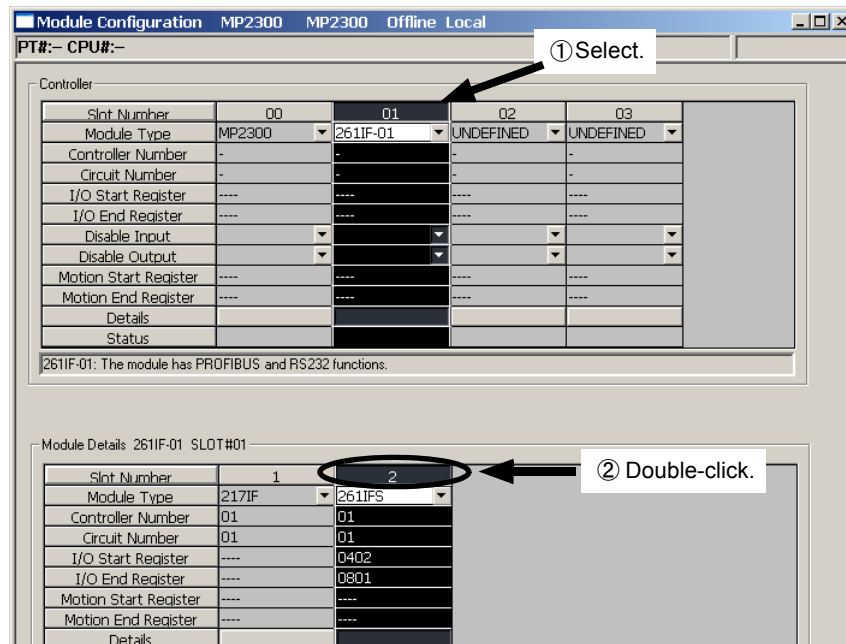 Module Configuration MP2300 MP2300 Offline Local
PT#:– CPU#:–
①Select.
Controller
Slot Number 00 01 02 03
Module Type MP2300 261IF-01 UNDEFINED UNDEFINED
Controller Number - - - -
Circuit Number - - - -
I/O Start Register ---- ---- ---- ----
I/O End Register ---- ---- ---- ----
Disable Input
Disable Output
Motion Start Register ---- ---- ---- ----
Motion End Register ---- ---- ---- ----
Details
Status
261IF-01: The module has PROFIBUS and RS232 functions.
Module Details 261IF-01 SLOT#01
② Double-click.
Slot Number 1 2
Module Type 217IF 261IFS
Controller Number 01 01
Circuit Number 01 01
I/O Start Register ---- 0402
I/O End Register ---- 0801
Motion Start Register ---- ----
Motion End Register ---- ----
Details